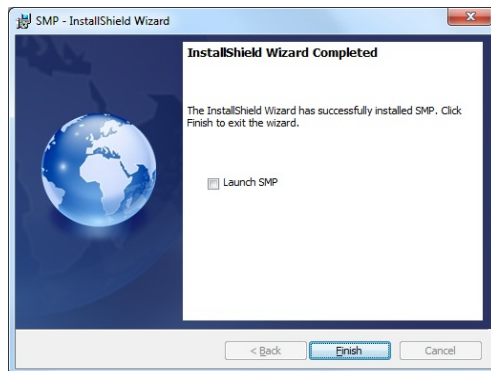 SMP - InstallShield Wizard
InstallShield Wizard Completed
The InstallShield Wizard has successfully installed SMP. Click
Finish to exit the wizard.
Launch SMP
< Back
Finish
Cancel